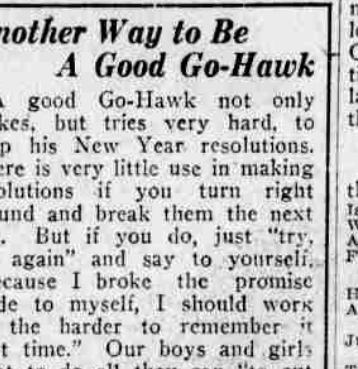 nother Way to Be
A Good Go-Hawk
A good Go-Hawk not only
kes, but tries very hard, to
p his New Year resolutions.
ere is very little use in making
olutions if you turn right
und and break them the next
. But if you do, just "try,
again" and say to yourself,
ecause I broke the promise
de to myself, I should work
the harder to remember it
t time." Our boys and girls